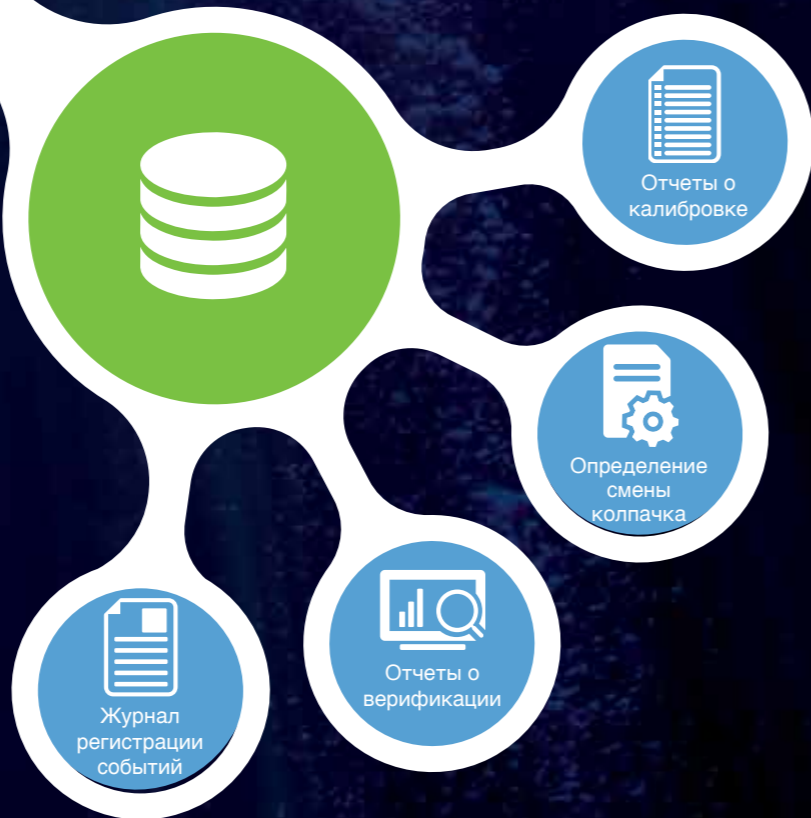 Отчеты о
калибровке
Определение
смены
колпачка
Отчеты о
верификации
Журнал
регистрации
событий